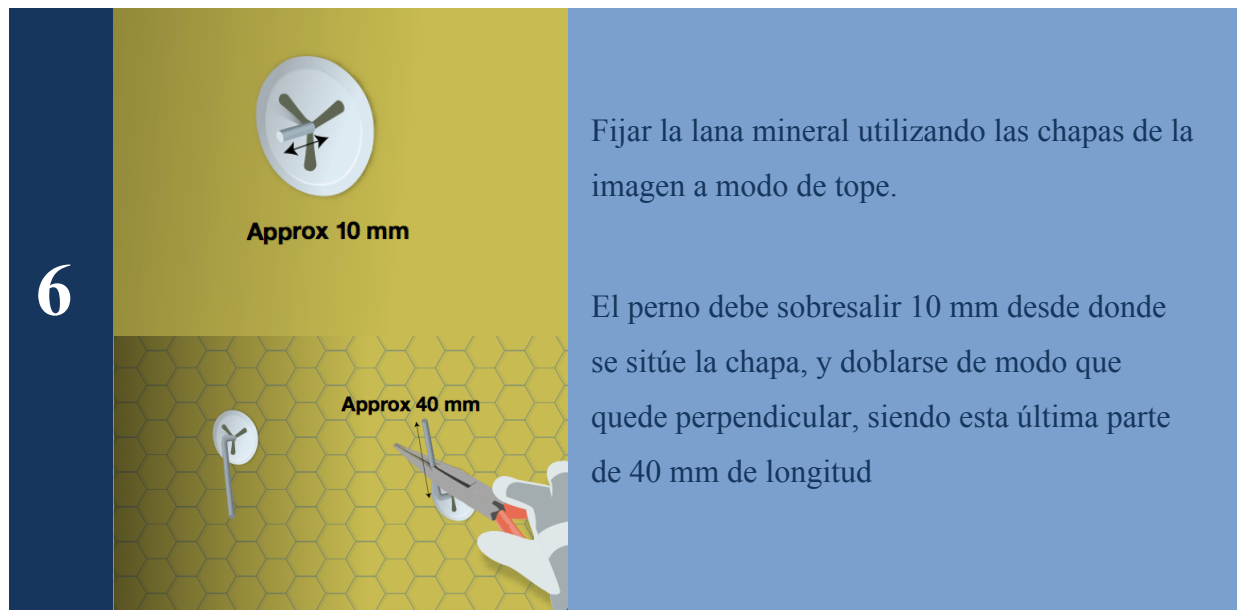 6
Approx 10 mm
Approx 40 mm
Fijar la lana mineral utilizando las chapas de la
imagen a modo de tope.
El perno debe sobresalir 10 mm desde donde
se sitúe la chapa, y doblarse de modo que
quede perpendicular, siendo esta última parte
de 40 mm de longitud